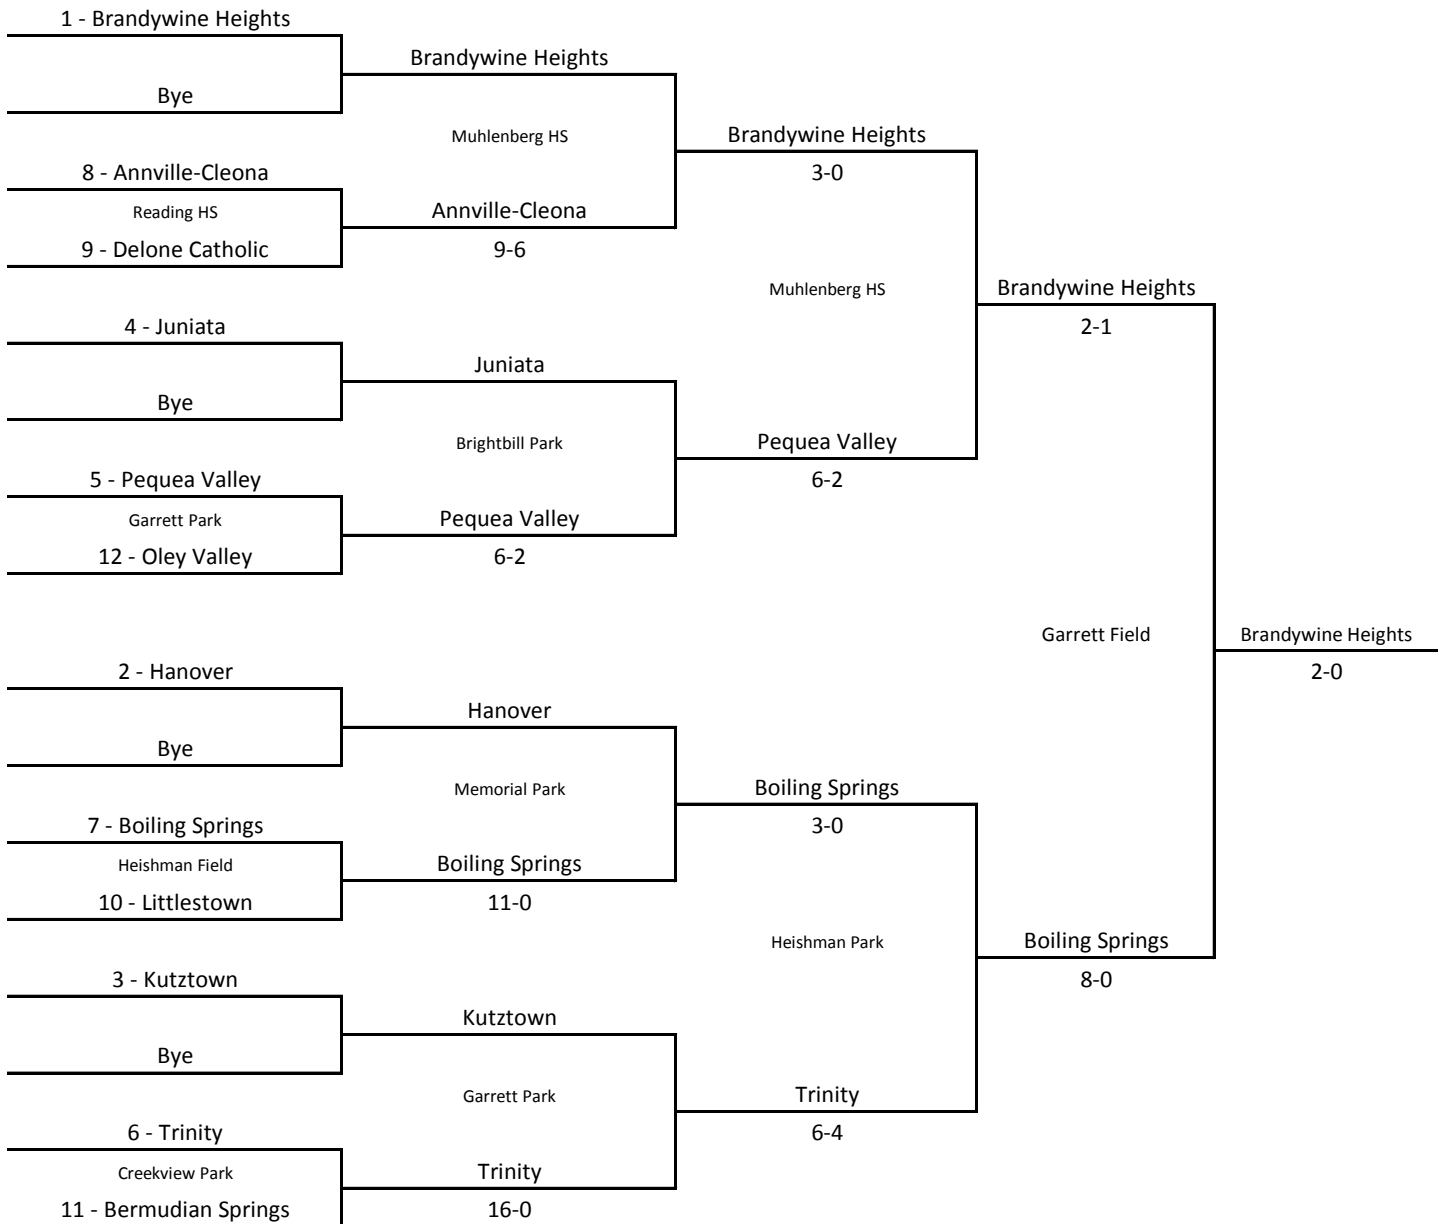 1 - Brandywine Heights
Brandywine Heights
Bye
Muhlenberg HS
Brandywine Heights
8 - Annville-Cleona
3-0
Reading HS
Annville-Cleona
9 - Delone Catholic
9-6
Muhlenberg HS
Brandywine Heights
4 - Juniata
2-1
Juniata
Bye
Brightbill Park
Pequea Valley
5 - Pequea Valley
6-2
Garrett Park
Pequea Valley
12 - Oley Valley
6-2
Garrett Field
Brandywine Heights
2 - Hanover
2-0
Hanover
Bye
Memorial Park
Boiling Springs
7 - Boiling Springs
3-0
Heishman Field
Boiling Springs
10 - Littlestown
11-0
Heishman Park
Boiling Springs
3 - Kutztown
8-0
Kutztown
Bye
Garrett Park
Trinity
6 - Trinity
6-4
Creekview Park
Trinity
11 - Bermudian Springs
16-0